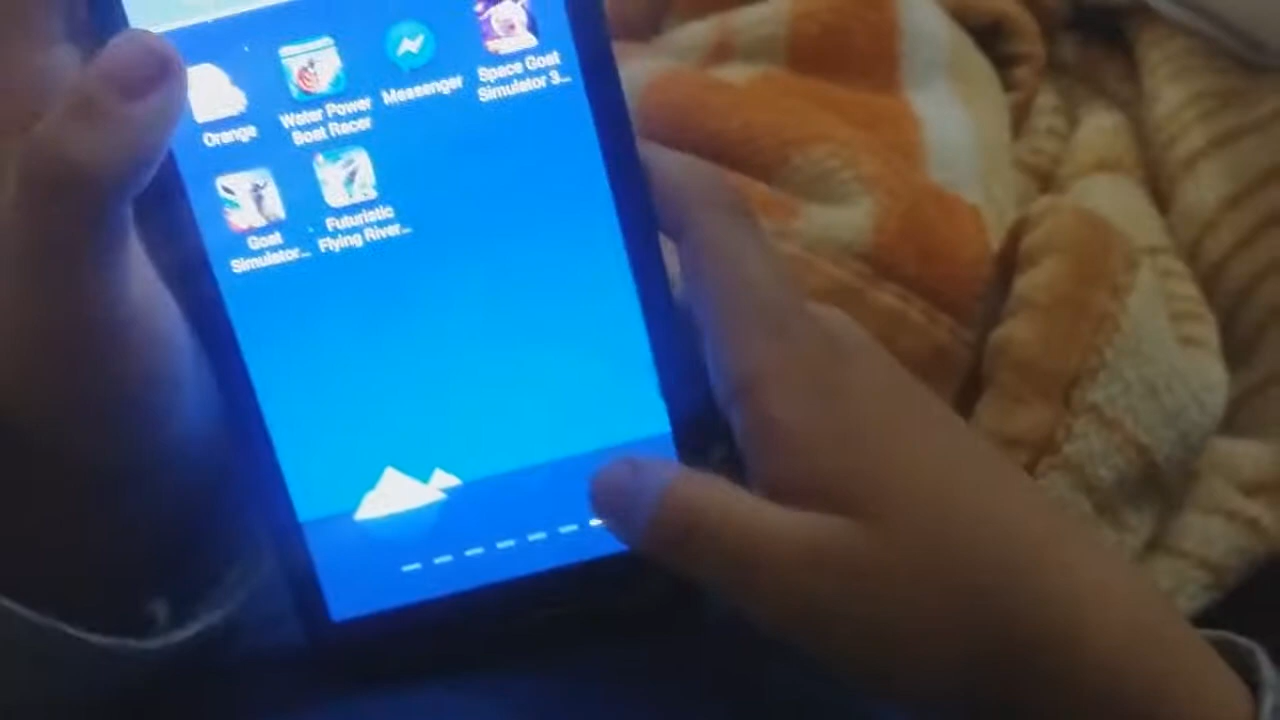 Orange
Water Power
Boat Racer
Messenger
Space Goat
Simulator 3...
Goat
Simulator...
Futuristic
Flying River...